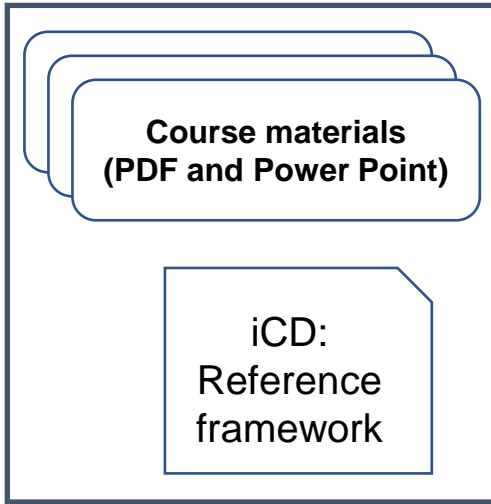 Course materials
(PDF and Power Point)
iCD:
Reference
framework